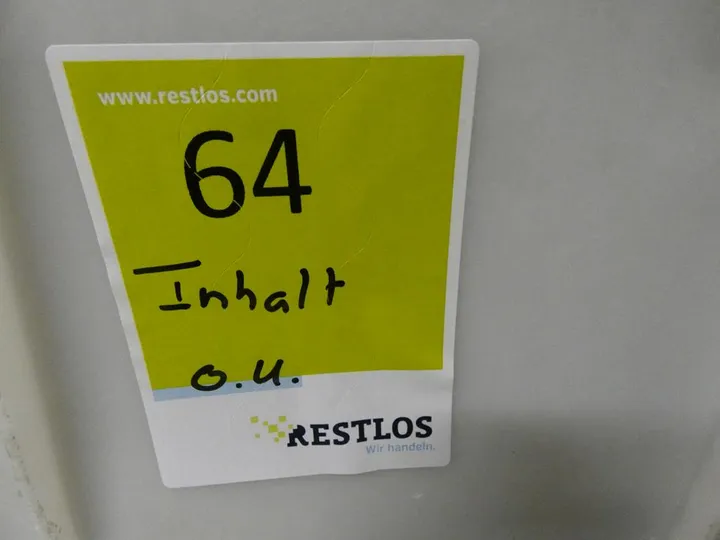 www.restlos.com
64
Inhalt
o.u.
RESTLOS
Wir handeln.